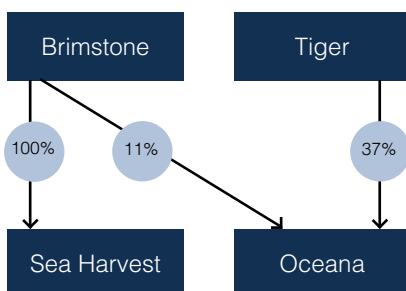 Brimstone
Tiger
100%
11%
37%
Sea Harvest
Oceana